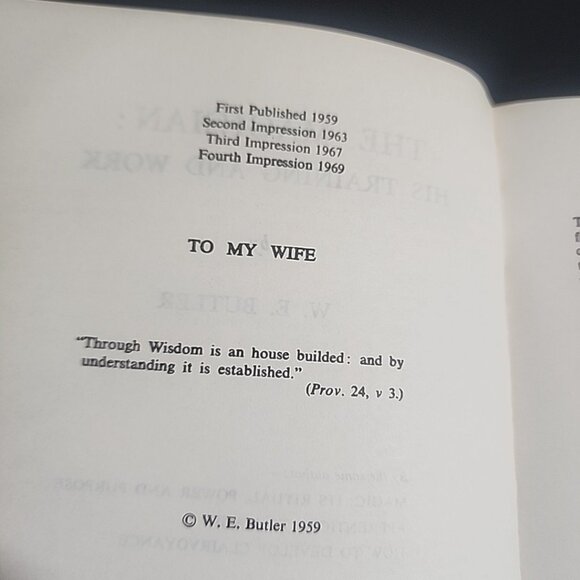 First Published 1959
Second Impression 1963
Third Impression 1967
Fourth Impression 1969
TO MY WIFE
"Through Wisdom is an house builded: and by
understanding it is established."
(Prov. 24, v 3.)
© W. E. Butler 1959